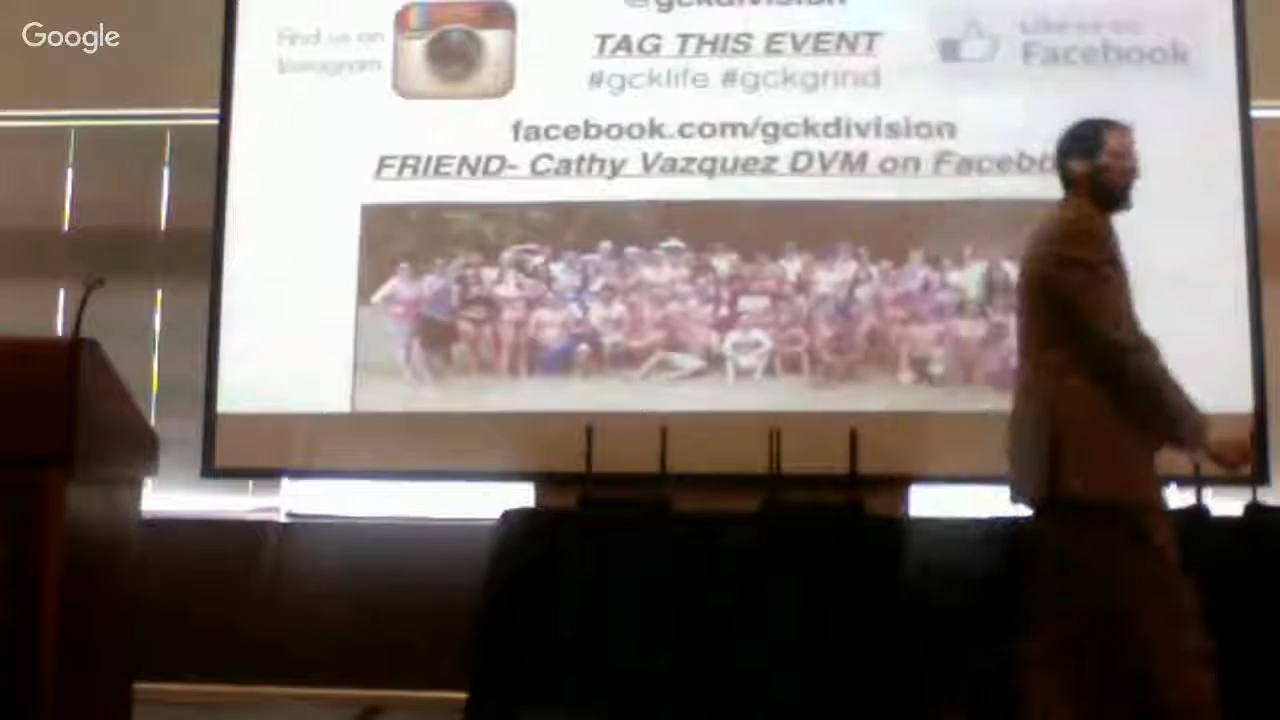 Google
@gckdivision
Find us on
Instagram
TAG THIS EVENT
#gcklife #gckgrind
Like us on
Facebook
facebook.com/gckdivision
FRIEND- Cathy Vazquez DVM on